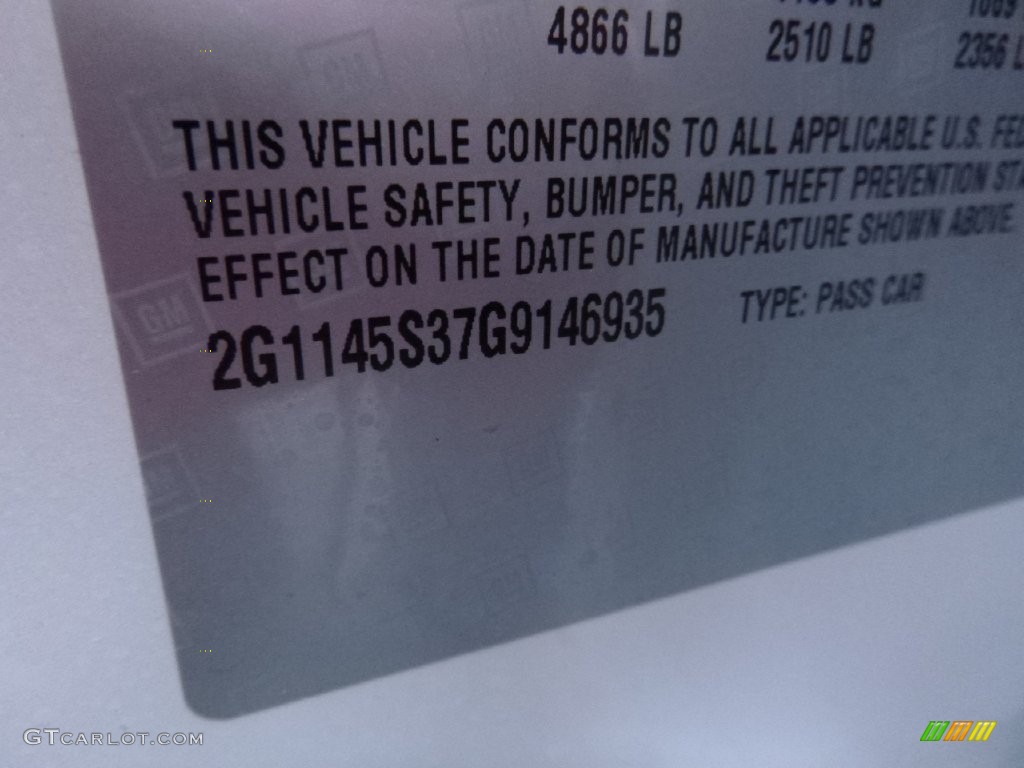 4866 LB 2510 LB 2356
THIS VEHICLE CONFORMS TO ALL APPLICABLE U.S.
VEHICLE SAFETY, BUMPER, AND THEFT PREVENTION
EFFECT ON THE DATE OF MANUFACTURE SHOWN ABOVE.
2G1145S37G9146935 TYPE: PASS CAR
GM
GTCARLOT.COM